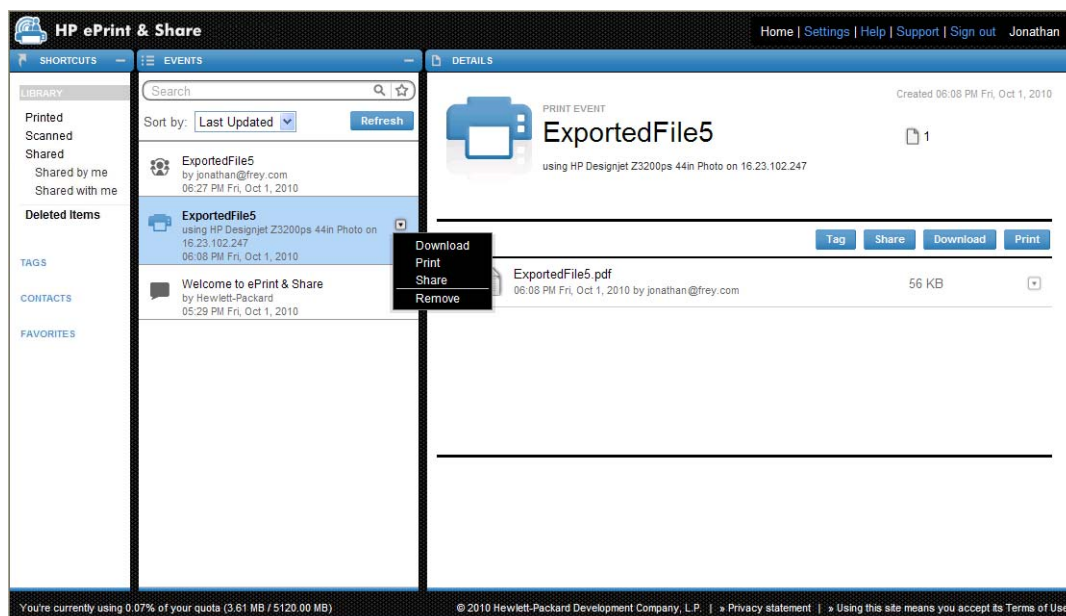 HP ePrint & Share
Home | Settings | Help | Support | Sign out Jonathan
SHORTCUTS
LIBRARY
Printed
Scanned
Shared
Shared by me
Shared with me
Deleted Items
TAGS
CONTACTS
FAVORITES
EVENTS
Search
Sort by: Last Updated Refresh
ExportedFile5
by jonathan@frey.com
06:27 PM Fri, Oct 1, 2010
ExportedFile5
using HP Designjet Z3200ps 44in Photo on
16.23.102.247
06:08 PM Fri, Oct 1, 2010
Welcome to ePrint & Share
by Hewlett-Packard
05:29 PM Fri, Oct 1, 2010
Download
Print
Share
Remove
DETAILS
Created 06:08 PM Fri, Oct 1, 2010
PRINT EVENT
ExportedFile5
1
using HP Designjet Z3200ps 44in Photo on 16.23.102.247
Tag Share Download Print
ExportedFile5.pdf
06:08 PM Fri, Oct 1, 2010 by jonathan@frey.com
56 KB
You're currently using 0.07% of your quota (3.61 MB / 5120.00 MB)
© 2010 Hewlett-Packard Development Company, L.P. | » Privacy statement | » Using this site means you accept its Terms of Use